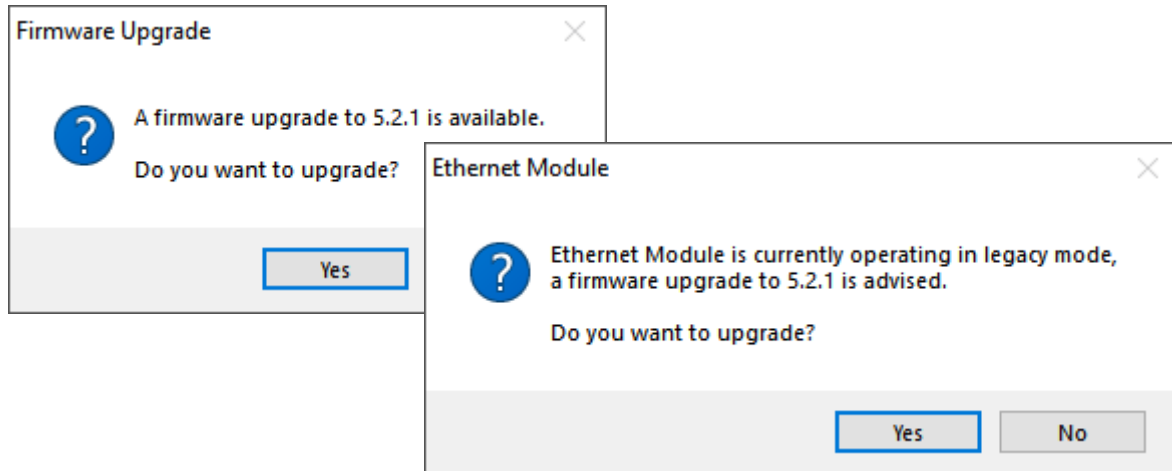 Firmware Upgrade
A firmware upgrade to 5.2.1 is available.
Do you want to upgrade?
Yes
Ethernet Module
Ethernet Module is currently operating in legacy mode,
a firmware upgrade to 5.2.1 is advised.
Do you want to upgrade?
Yes
No